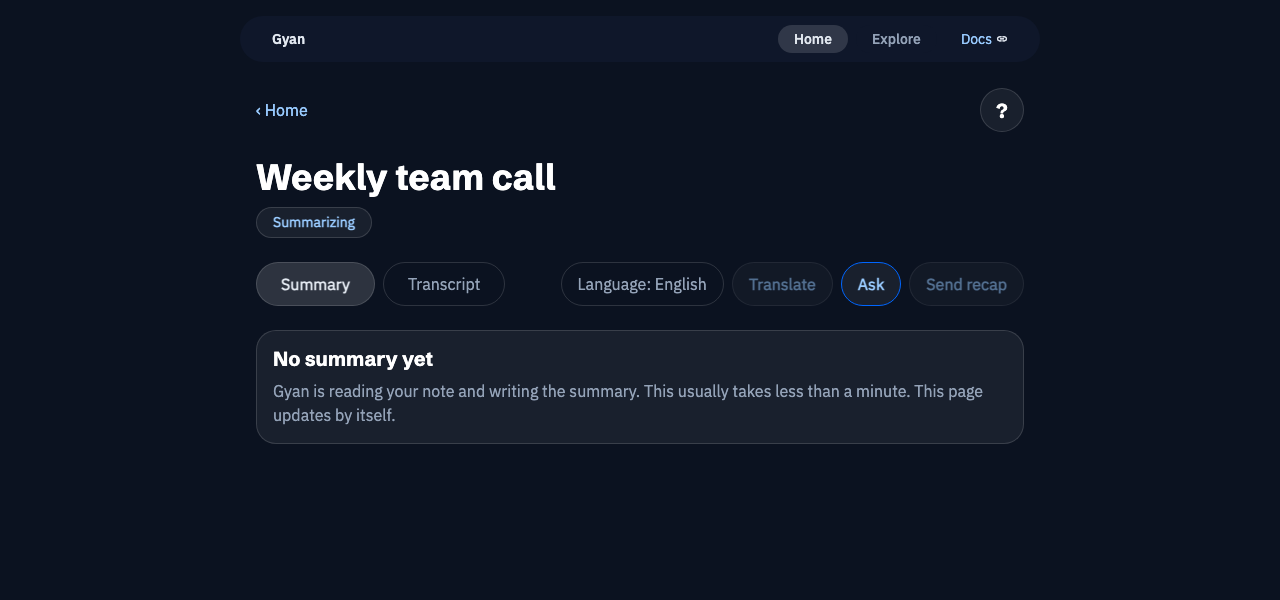 Gyan
Home
Explore
Docs
‹ Home
?
Weekly team call
Summarizing
Summary
Transcript
Language: English
Translate
Ask
Send recap
No summary yet
Gyan is reading your note and writing the summary. This usually takes less than a minute. This page
updates by itself.